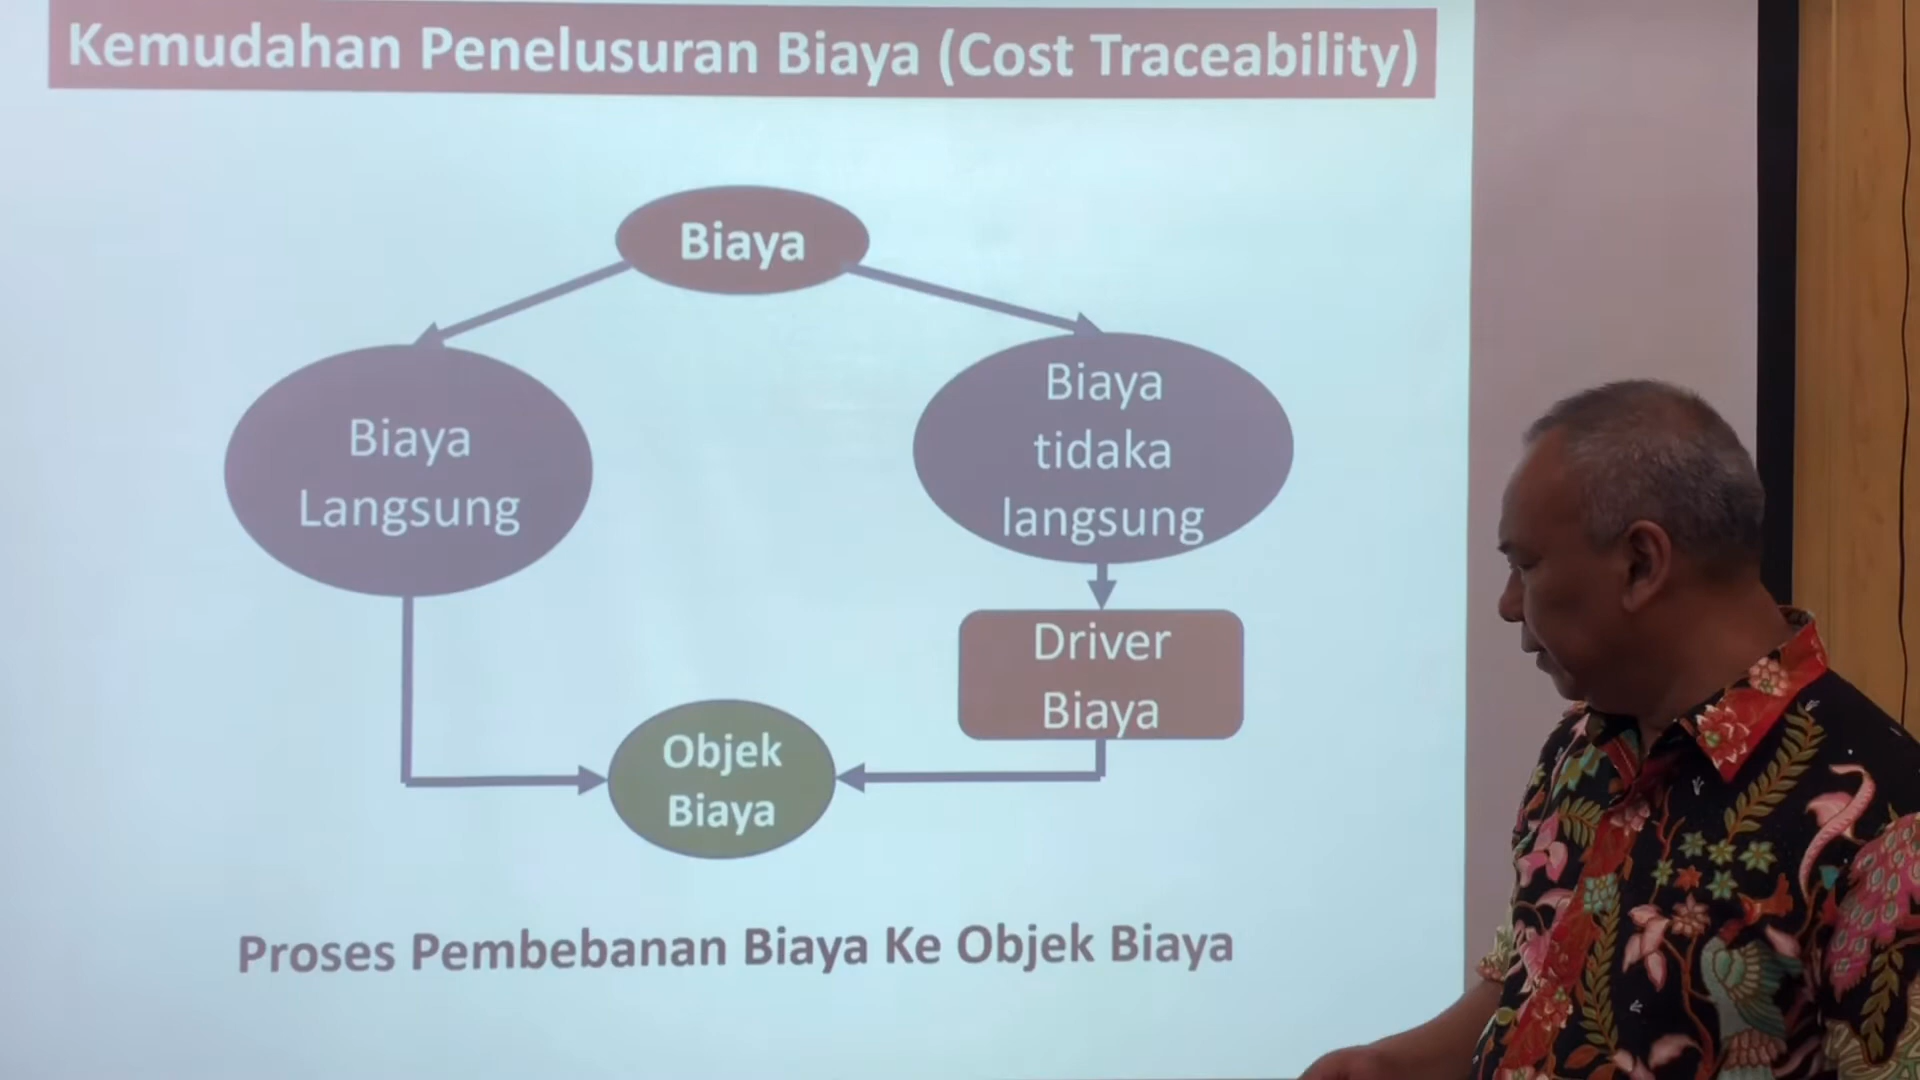 Kemudahan Penelusuran Biaya (Cost Traceability)
Biaya
Biaya
Langsung
Biaya
tidaka
langsung
Driver
Biaya
Objek
Biaya
Proses Pembebanan Biaya Ke Objek Biaya